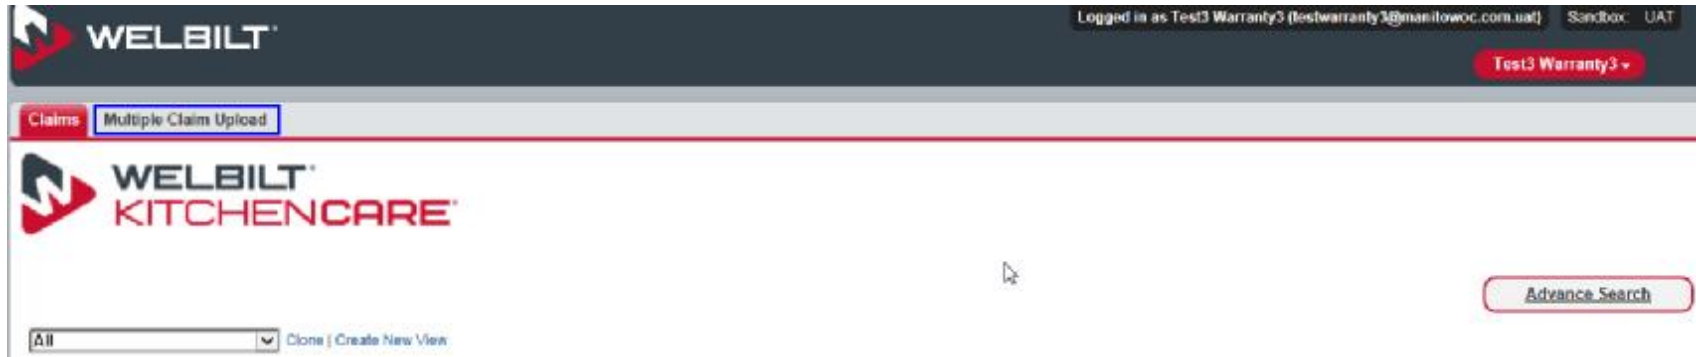 Logged in as Test3 Warranty3 (testwarranty3@manitowoc.com.uat) Sandbox: UAT
WELBILT
Test3 Warranty3
Claims Multiple Claim Upload
WELBILT
KITCHENCARE
Advance Search
All Clone | Create New View